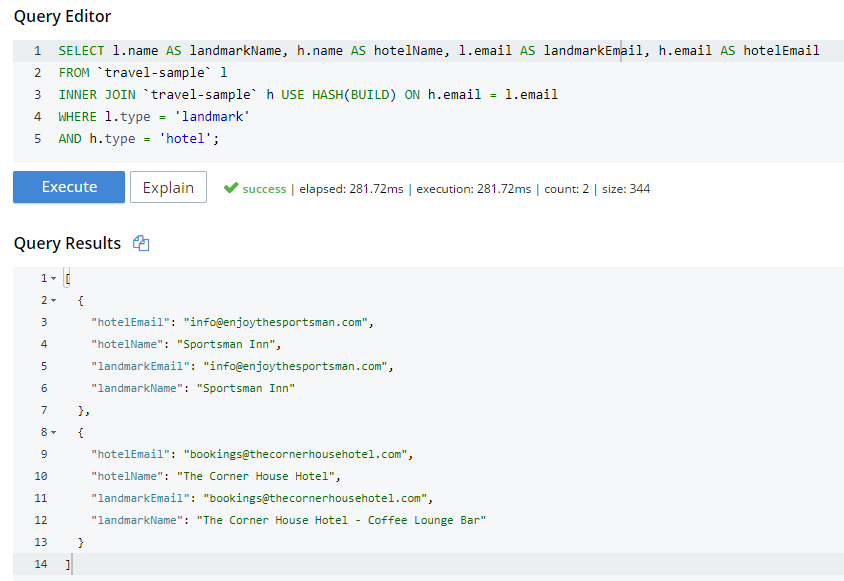 Query Editor
1 SELECT l.name AS landmarkName, h.name AS hotelName, l.email AS landmarkEmail, h.email AS hotelEmail
2 FROM `travel-sample` l
3 INNER JOIN `travel-sample` h USE HASH(BUILD) ON h.email = l.email
4 WHERE l.type = 'landmark'
5 AND h.type = 'hotel';
Execute Explain success | elapsed: 281.72ms | execution: 281.72ms | count: 2 | size: 344
Query Results
1 [
2 {
3 "hotelEmail": "info@enjoythesportsman.com",
4 "hotelName": "Sportsman Inn",
5 "landmarkEmail": "info@enjoythesportsman.com",
6 "landmarkName": "Sportsman Inn"
7 },
8 {
9 "hotelEmail": "bookings@thecornerhousehotel.com",
10 "hotelName": "The Corner House Hotel",
11 "landmarkEmail": "bookings@thecornerhousehotel.com",
12 "landmarkName": "The Corner House Hotel - Coffee Lounge Bar"
13 }
14 ]